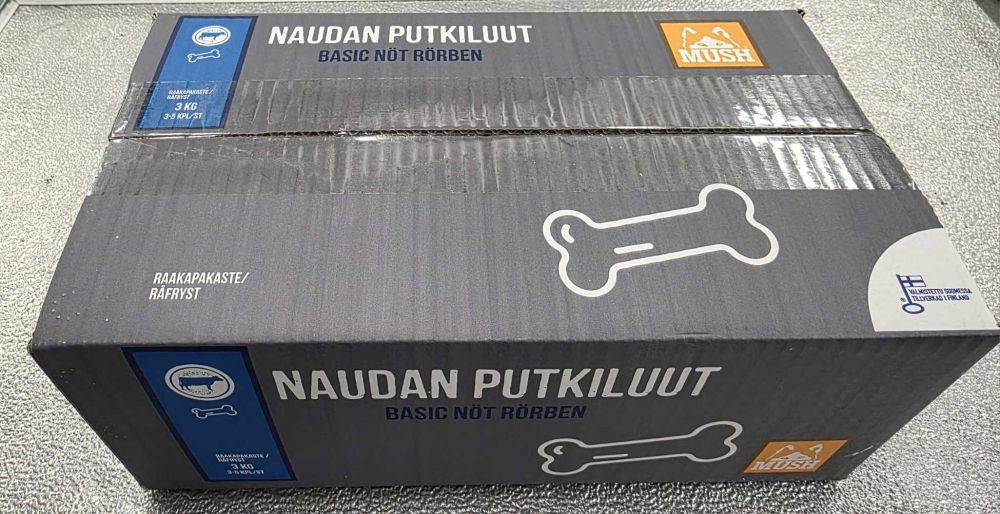 NAUDAN PUTKILUUT
BASIC NÖT RÖRBEN
MUSH
RAAKAPAKASTE/
RÅFRYST
3 KG
3-5 KPL/ST
RAAKAPAKASTE/
RÅFRYST
VALMISTETTU SUOMESSA
TILLVERKAD I FINLAND
NAUDAN PUTKILUUT
BASIC NÖT RÖRBEN
RAAKAPAKASTE/
RÅFRYST
3 KG
3-5 KPL/ST
MUSH